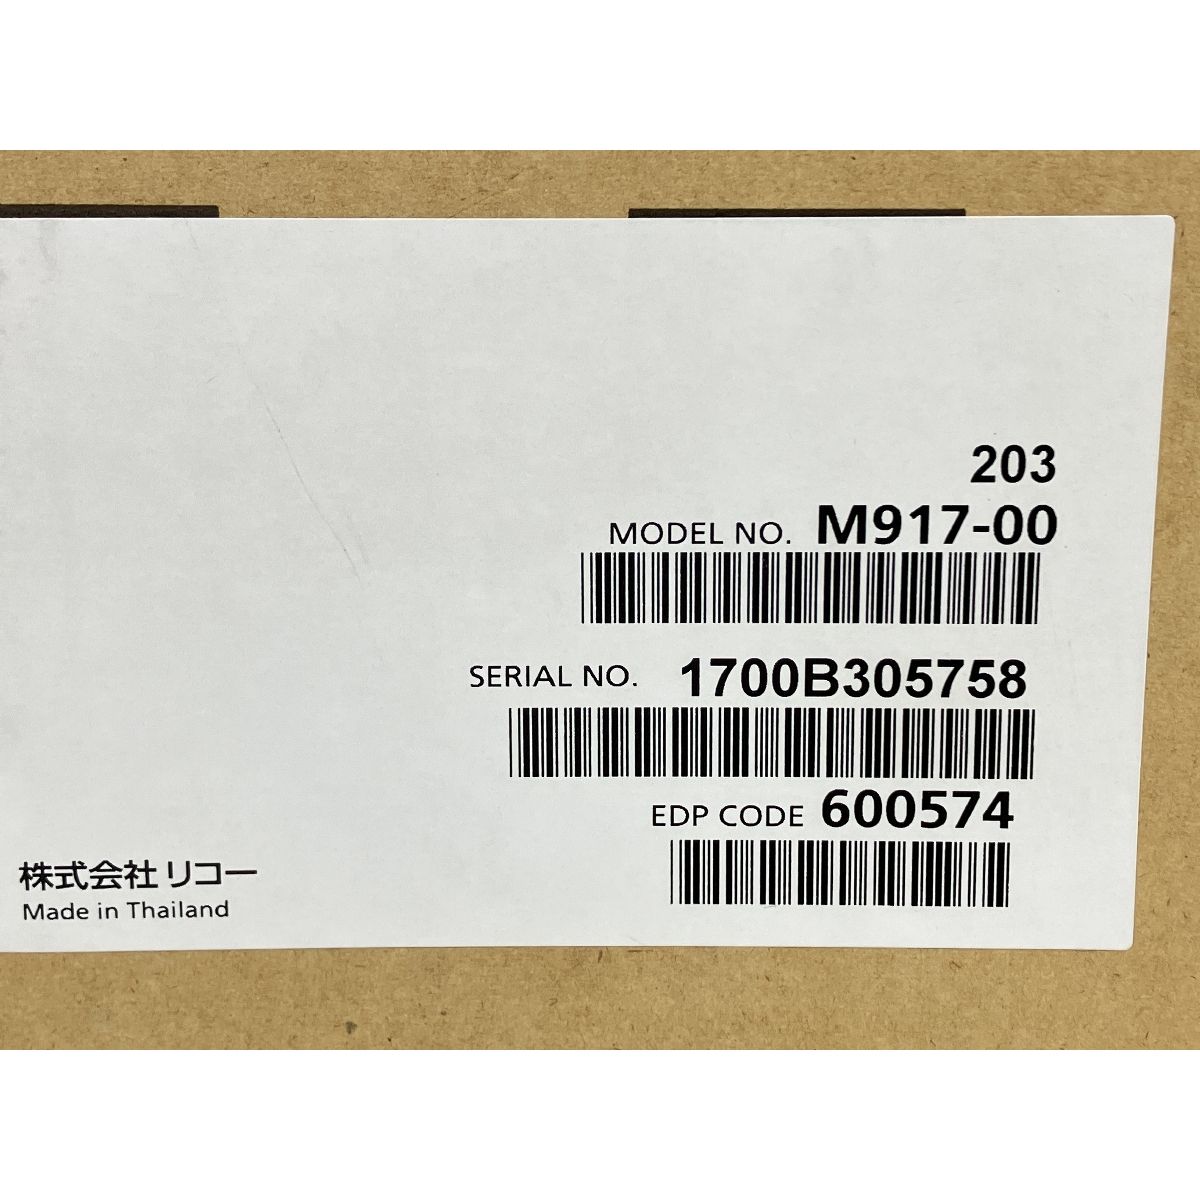 203
MODEL NO. M917-00
SERIAL NO. 1700B305758
EDP CODE 600574
株式会社 リコー
Made in Thailand